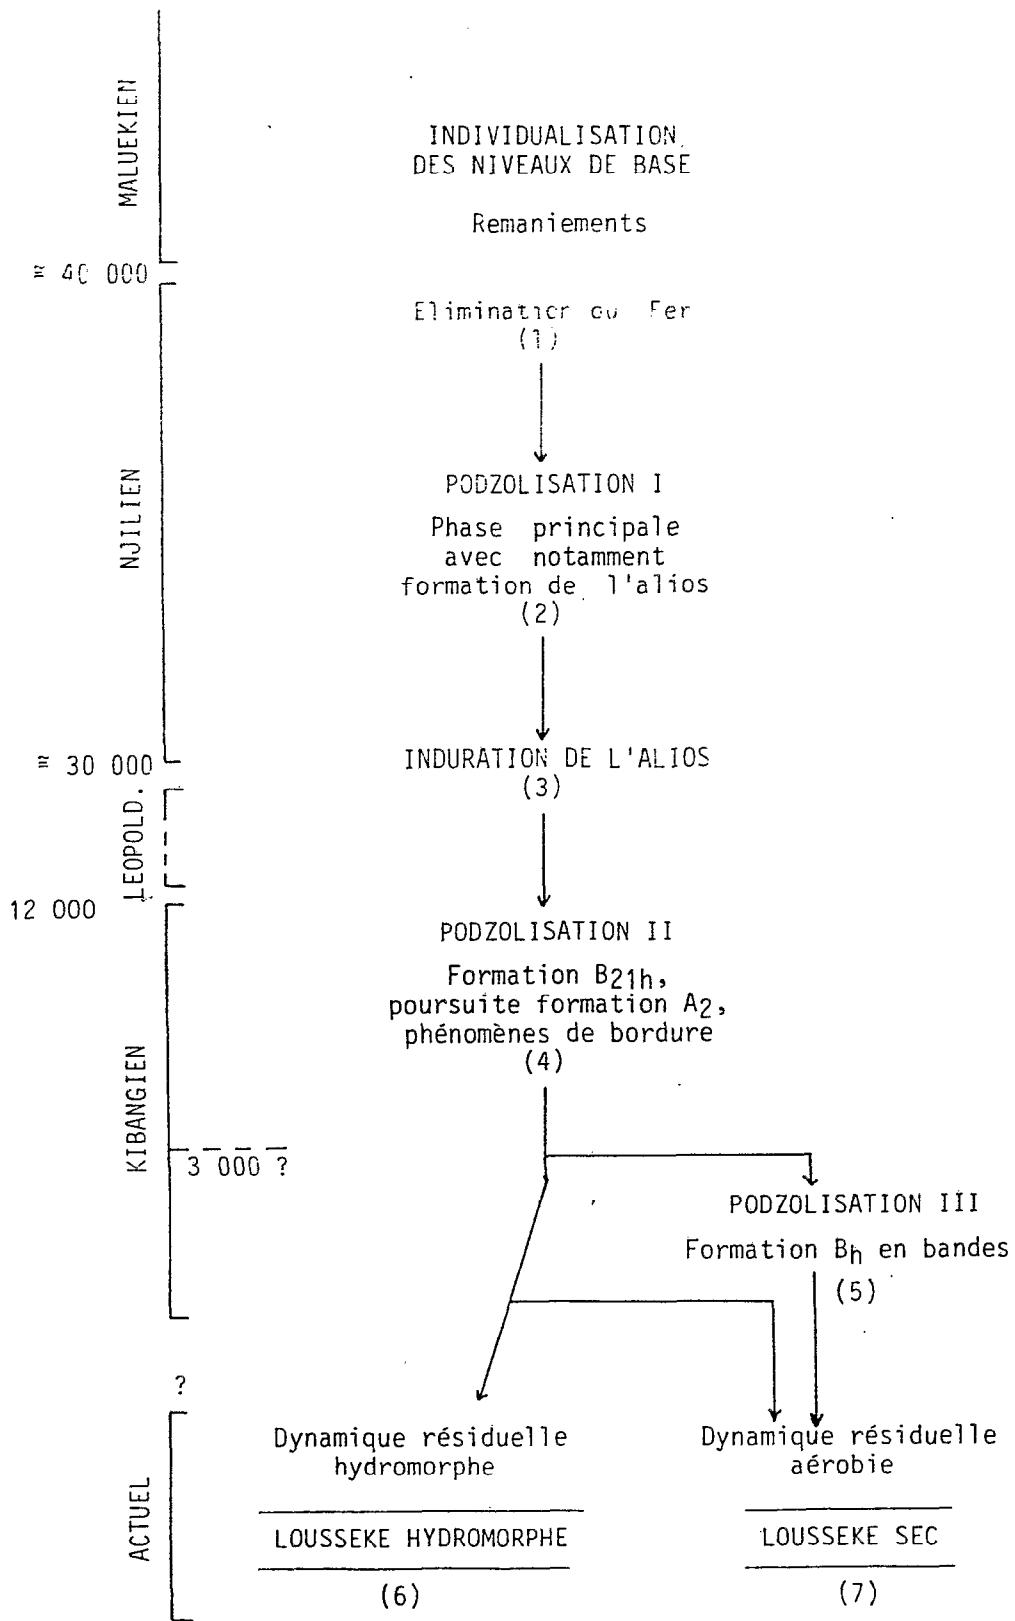 MALUEKIEN
INDIVIDUALISATION
DES NIVEAUX DE BASE
Remaniements
≅ 40 000
Elimination du Fer
(1)
NJILIEN
PODZOLISATION I
Phase principale
avec notamment
formation de l'alios
(2)
≅ 30 000
INDURATION DE L'ALIOS
(3)
LEOPOLD.
12 000
PODZOLISATION II
Formation B21h,
poursuite formation A2,
phénomènes de bordure
(4)
KIBANGIEN
3 000 ?
PODZOLISATION III
Formation Bh en bandes
(5)
?
ACTUEL
Dynamique résiduelle
hydromorphe
Dynamique résiduelle
aérobie
LOUSSEKE HYDROMORPHE
LOUSSEKE SEC
(6)
(7)